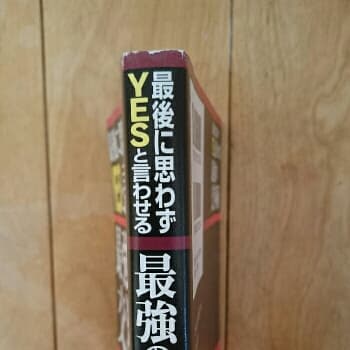 最後に思わず
YESと言わせる
最強の